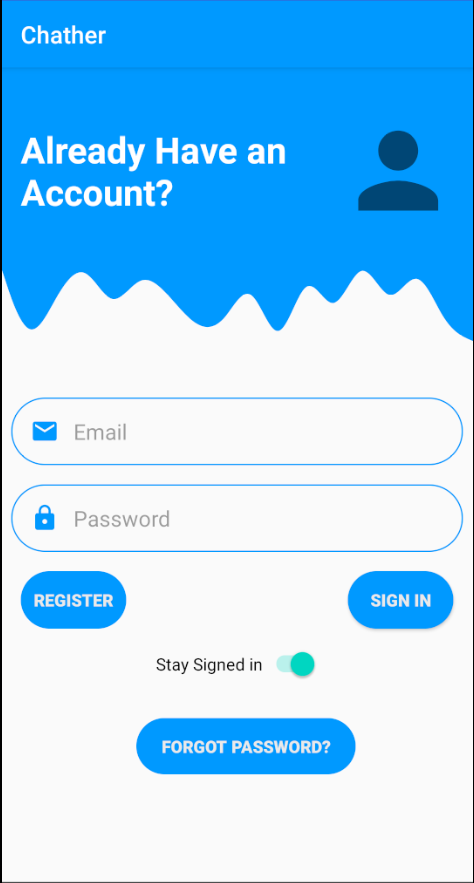 Chather
Already Have an
Account?
Email
Password
REGISTER
SIGN IN
Stay Signed in
FORGOT PASSWORD?